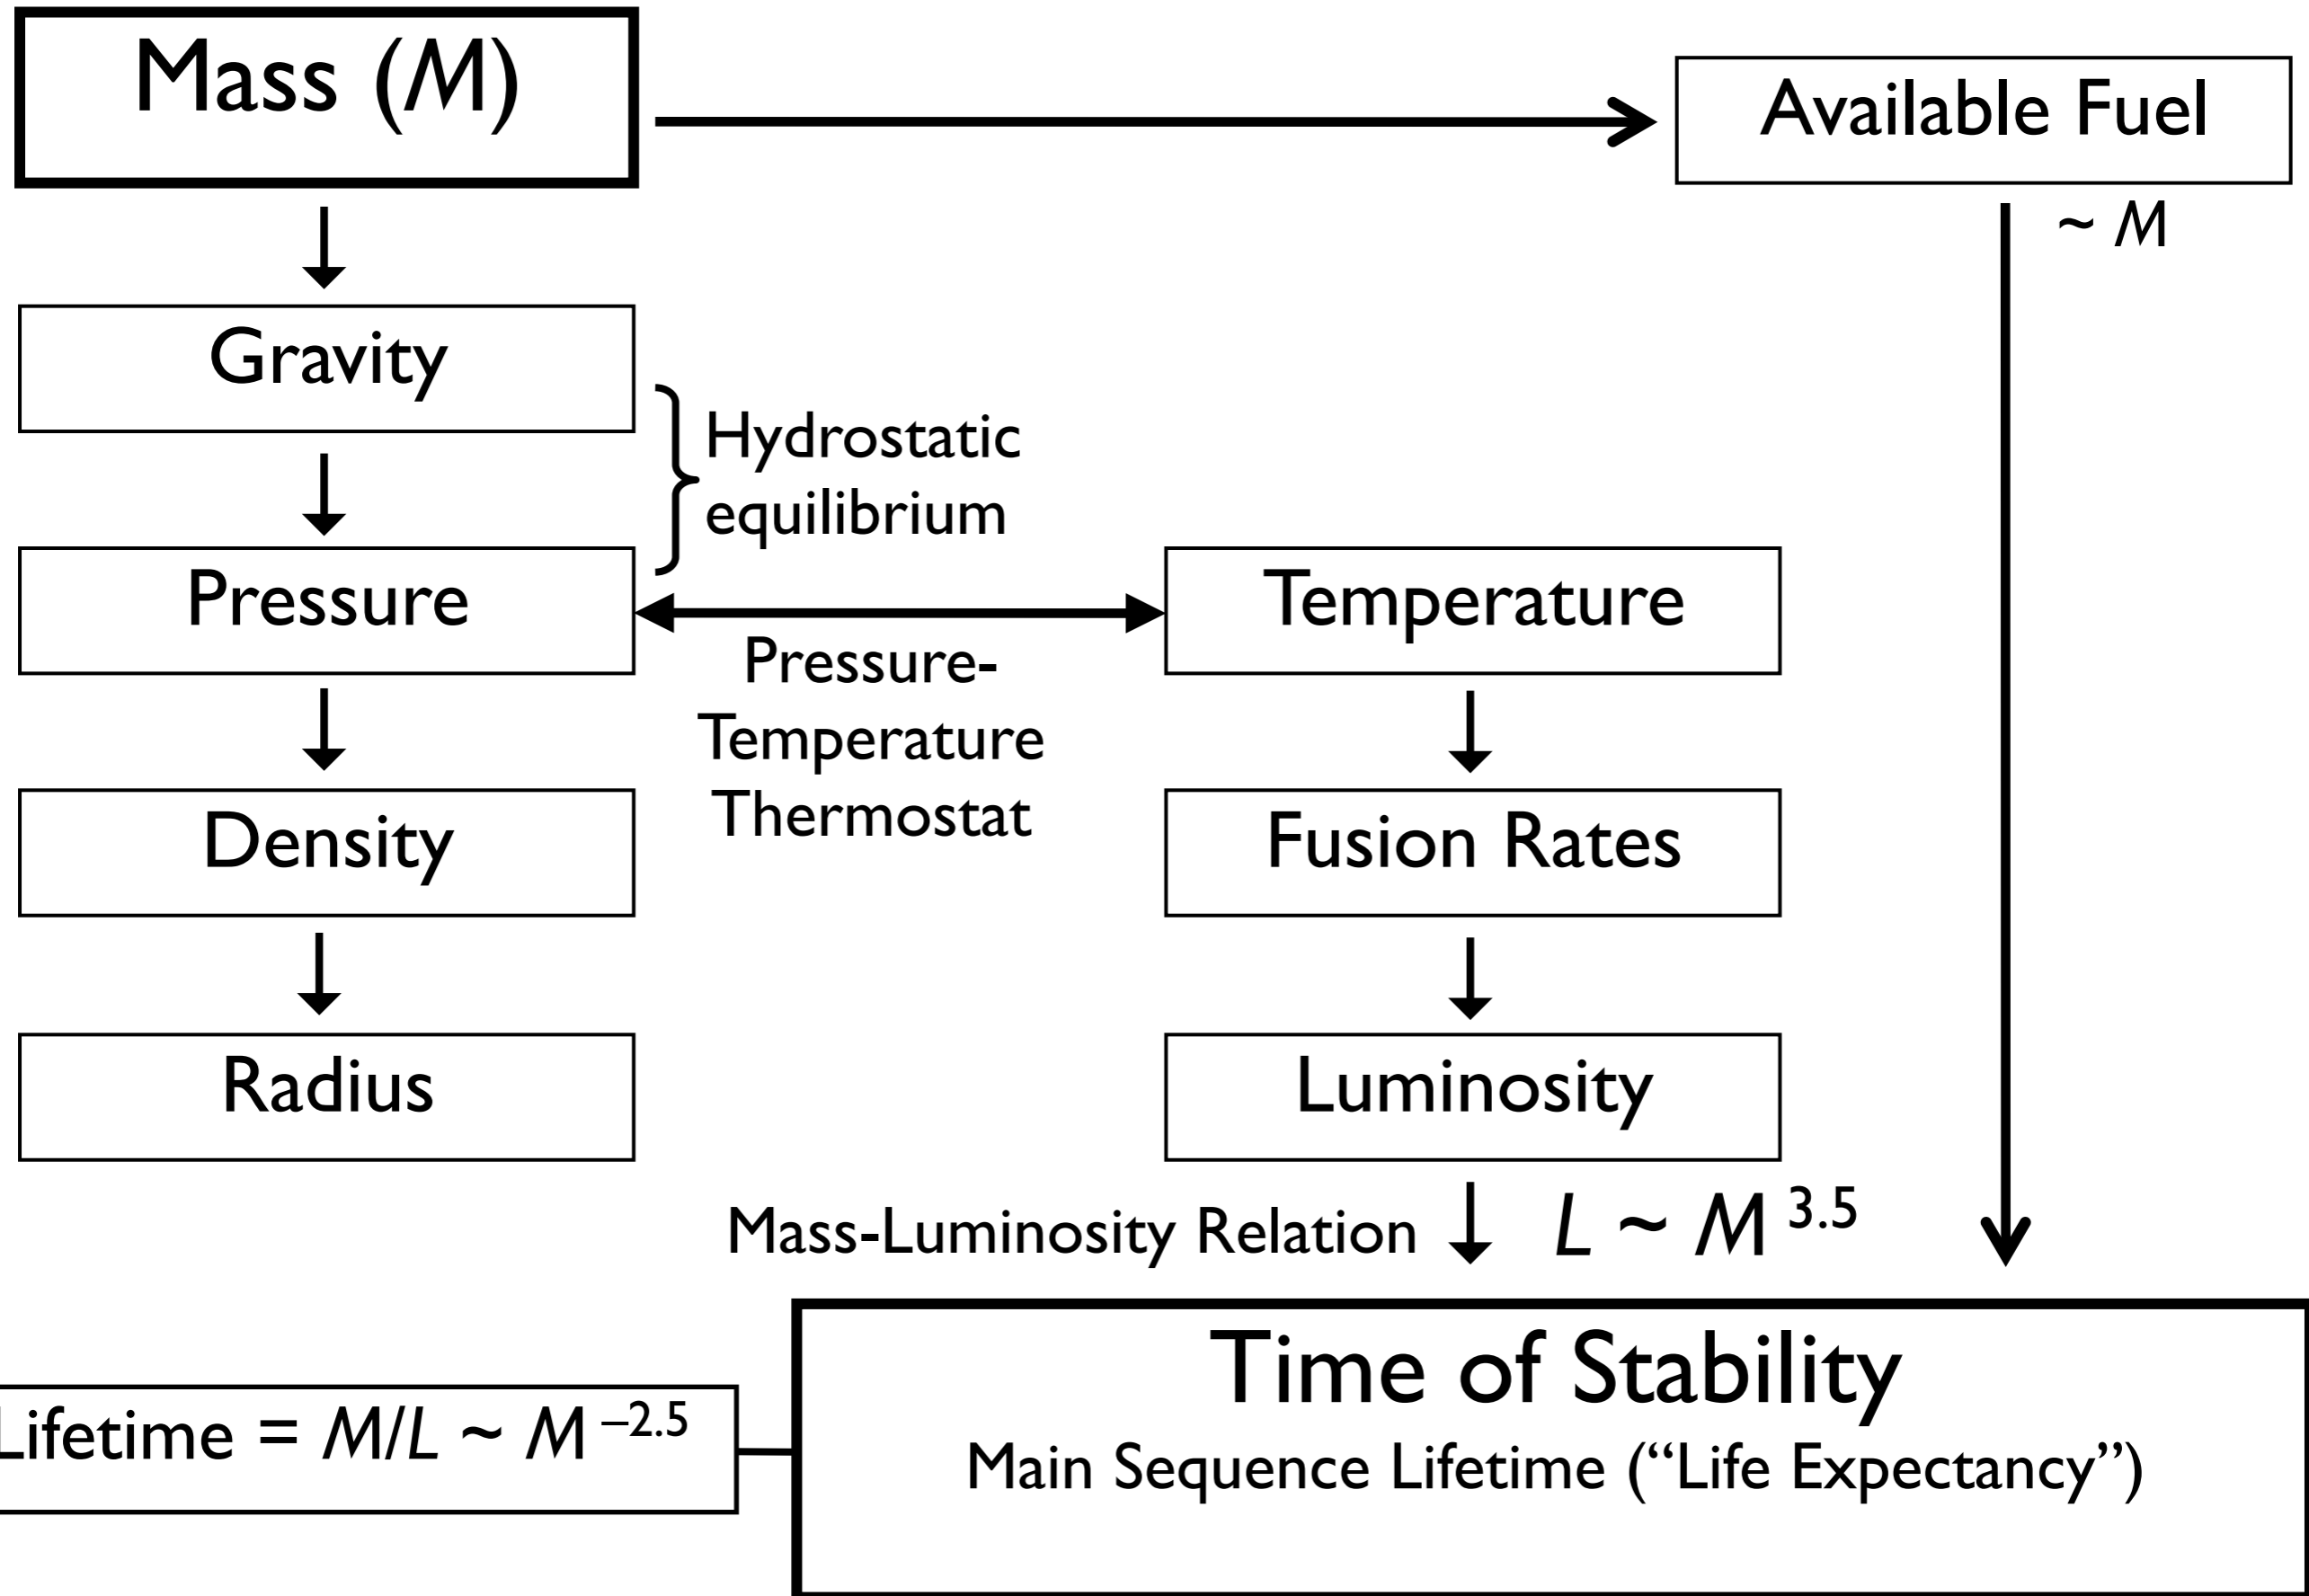 Mass (M)
Available Fuel
~ M
Gravity
Hydrostatic
equilibrium
Pressure
Temperature
Pressure-
Temperature
Thermostat
Density
Fusion Rates
Radius
Luminosity
Mass-Luminosity Relation
L ~ M ³·⁵
Time of Stability
Main Sequence Lifetime (“Life Expectancy”)
Lifetime = M/L ~ M ⁻²·⁵